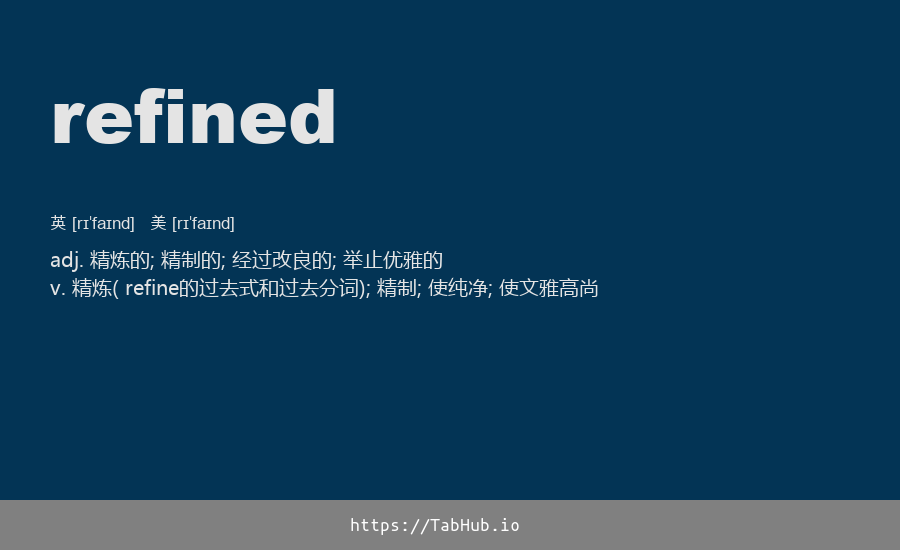 refined
英 [rɪˈfaɪnd] 美 [rɪˈfaɪnd]
adj. 精炼的; 精制的; 经过改良的; 举止优雅的
v. 精炼( refine的过去式和过去分词); 精制; 使纯净; 使文雅高尚
https://TabHub.io